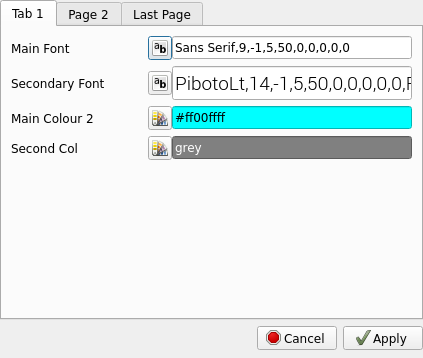 Tab 1 Page 2 Last Page
Main Font ab Sans Serif,9,-1,5,50,0,0,0,0,0
Secondary Font ab PibotoLt,14,-1,5,50,0,0,0,0,0,
Main Colour 2 #ff00ffff
Second Col grey
Cancel Apply